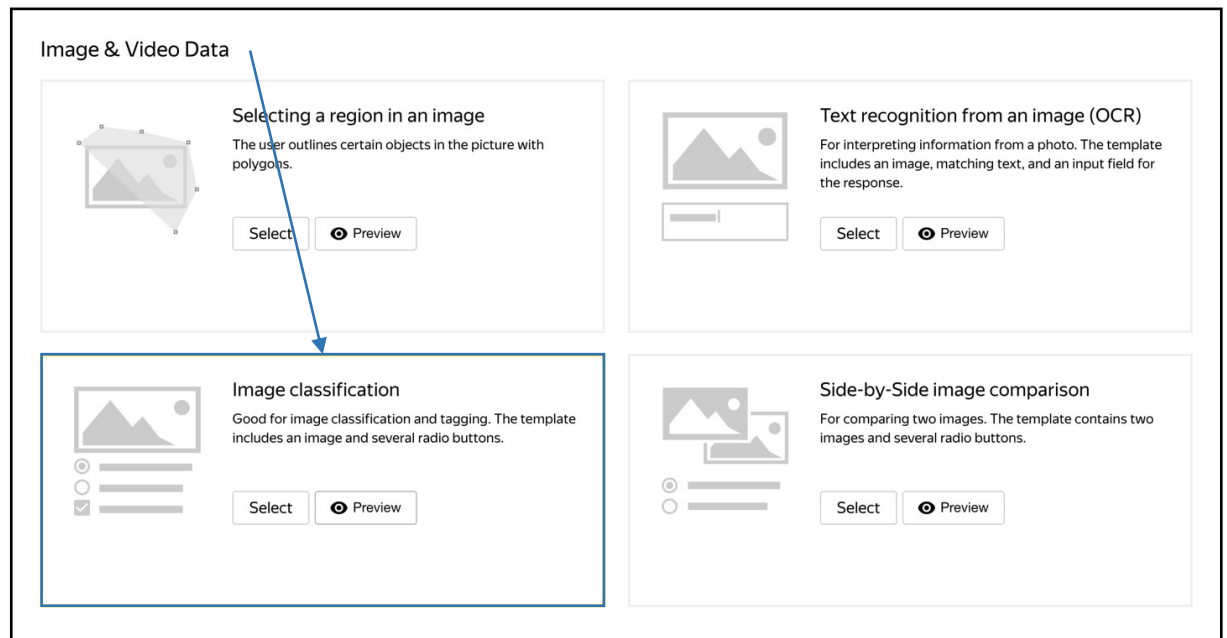 Image & Video Data
Selecting a region in an image
The user outlines certain objects in the picture with
polygons.
Select
Preview
Text recognition from an image (OCR)
For interpreting information from a photo. The template
includes an image, matching text, and an input field for
the response.
Select
Preview
Image classification
Good for image classification and tagging. The template
includes an image and several radio buttons.
Select
Preview
Side-by-Side image comparison
For comparing two images. The template contains two
images and several radio buttons.
Select
Preview